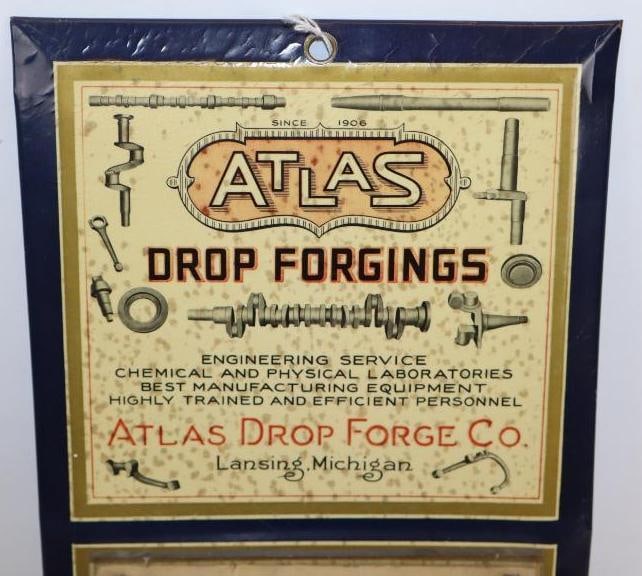 SINCE 1906
ATLAS
DROP FORGINGS
ENGINEERING SERVICE
CHEMICAL AND PHYSICAL LABORATORIES
BEST MANUFACTURING EQUIPMENT
HIGHLY TRAINED AND EFFICIENT PERSONNEL
ATLAS DROP FORGE CO.
Lansing, Michigan